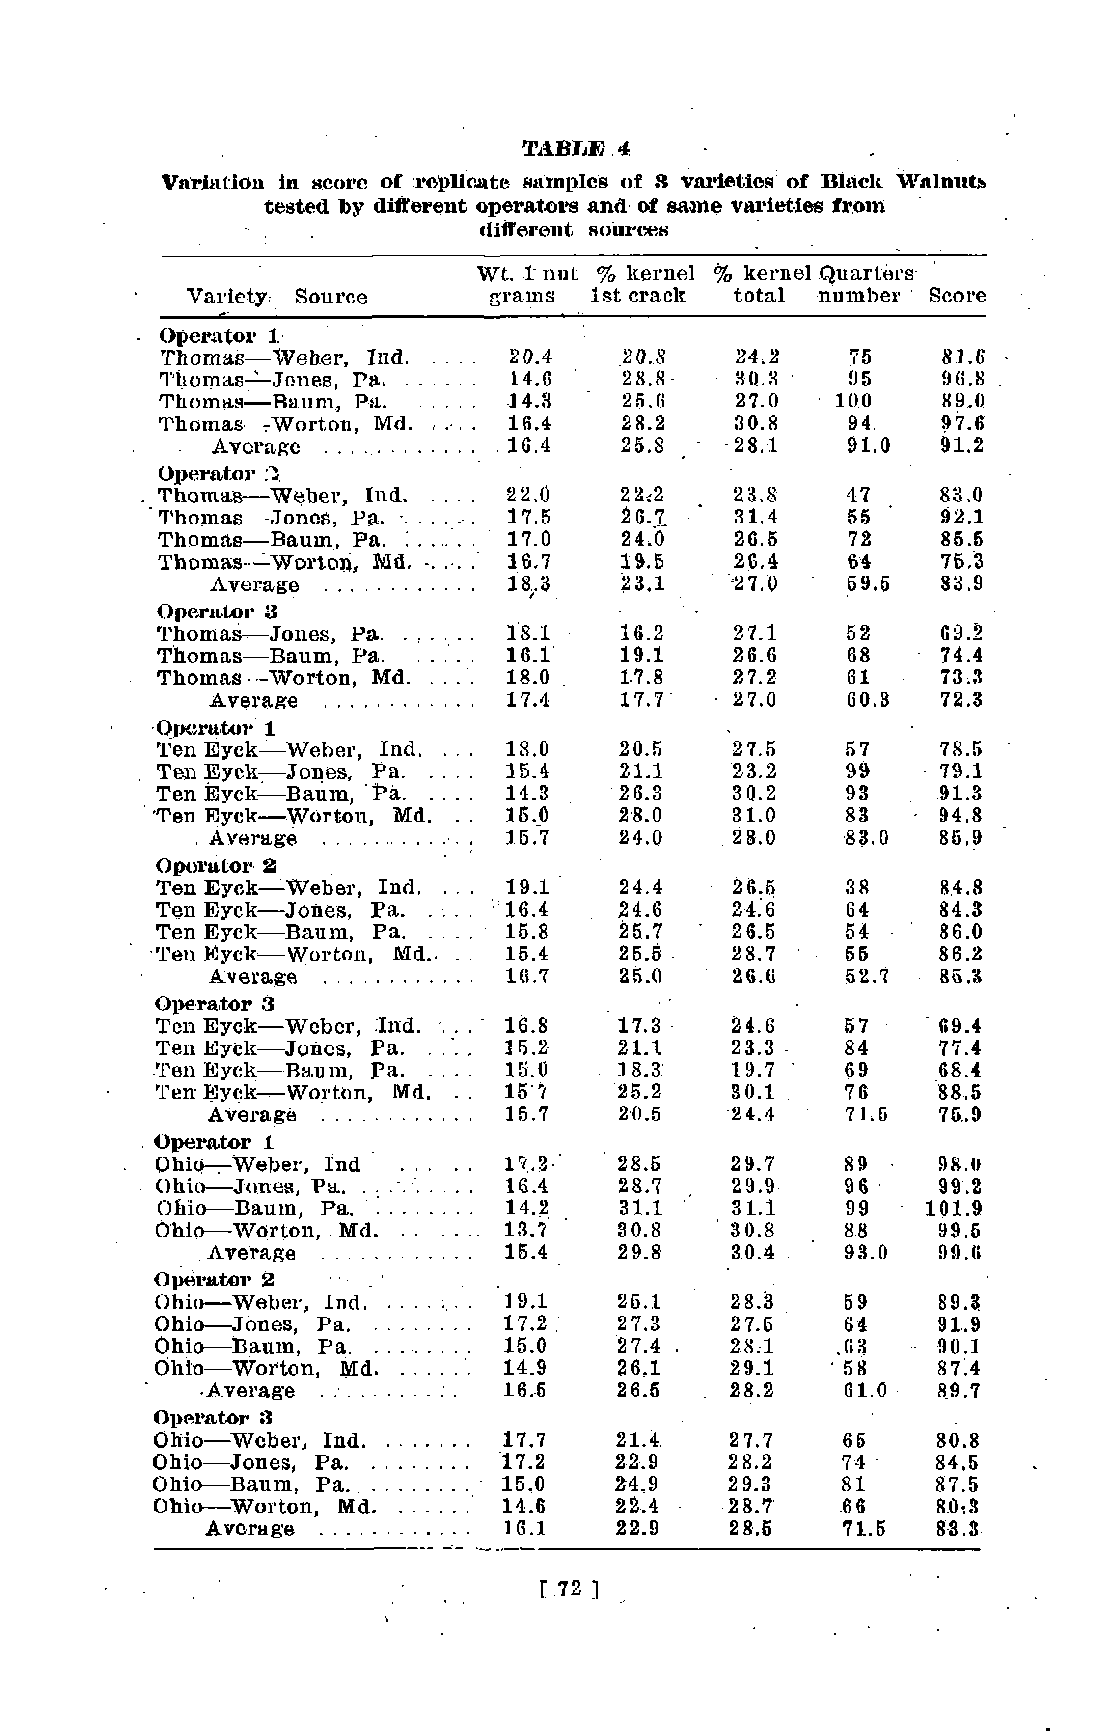 TABLE 4
Variation in score of replicate samples of 3 varieties of Black Walnuts
tested by different operators and of same varieties from
different sources
Wt. 1 nut % kernel % kernel Quarters
Variety Source grams 1st crack total number Score
Operator 1
Thomas—Weber, Ind. .... 20.4 20.8 24.2 75 81.6
Thomas—Jones, Pa. ...... 14.6 28.8 30.3 95 96.8
Thomas—Baum, Pa. ..... 14.3 25.6 27.0 100 89.0
Thomas—Worton, Md. .... 16.4 28.2 30.8 94 97.6
Average ............ 16.4 25.8 28.1 91.0 91.2
Operator 2
Thomas—Weber, Ind. .... 22.0 22.2 23.8 47 83.0
Thomas—Jones, Pa. ...... 17.5 26.7 31.4 55 92.1
Thomas—Baum, Pa. ...... 17.0 24.0 26.5 72 85.5
Thomas—Worton, Md. .... 16.7 19.5 26.4 64 75.3
Average ............ 18.3 23.1 27.0 59.5 83.9
Operator 3
Thomas—Jones, Pa. ...... 18.1 16.2 27.1 52 69.2
Thomas—Baum, Pa. ..... 16.1 19.1 26.6 68 74.4
Thomas—Worton, Md. .... 18.0 17.8 27.2 61 73.3
Average ............ 17.4 17.7 27.0 60.3 72.3
Operator 1
Ten Eyck—Weber, Ind. ... 18.0 20.5 27.5 57 78.5
Ten Eyck—Jones, Pa. .... 15.4 21.1 23.2 99 79.1
Ten Eyck—Baum, Pa. .... 14.3 26.3 30.2 93 91.3
Ten Eyck—Worton, Md. .. 15.0 28.0 31.0 83 94.8
Average ............ 15.7 24.0 28.0 83.0 85.9
Operator 2
Ten Eyck—Weber, Ind. ... 19.1 24.4 26.5 38 84.8
Ten Eyck—Jones, Pa. .... 16.4 24.6 24.6 64 84.3
Ten Eyck—Baum, Pa. .... 15.8 25.7 26.5 54 86.0
Ten Eyck—Worton, Md. .. 15.4 25.5 28.7 55 86.2
Average ............ 16.7 25.0 26.6 52.7 85.3
Operator 3
Ten Eyck—Weber, Ind. ... 16.8 17.3 24.6 57 69.4
Ten Eyck—Jones, Pa. .... 15.2 21.1 23.3 84 77.4
Ten Eyck—Baum, Pa. .... 15.0 18.3 19.7 69 68.4
Ten Eyck—Worton, Md. .. 15.7 25.2 30.1 76 88.5
Average ............ 15.7 20.5 24.4 71.5 75.9
Operator 1
Ohio—Weber, Ind ...... 17.2 28.5 29.7 89 98.0
Ohio—Jones, Pa. ........ 16.4 28.7 29.9 96 99.2
Ohio—Baum, Pa. ........ 14.2 31.1 31.1 99 101.9
Ohio—Worton, Md. ...... 13.7 30.8 30.8 88 99.5
Average ............ 15.4 29.8 30.4 93.0 99.6
Operator 2
Ohio—Weber, Ind. ....... 19.1 25.1 28.3 59 89.3
Ohio—Jones, Pa. ........ 17.2 27.3 27.5 64 91.9
Ohio—Baum, Pa. ........ 15.0 27.4 28.1 63 90.1
Ohio—Worton, Md. ...... 14.9 26.1 29.1 58 87.4
Average ............ 16.5 26.5 28.2 61.0 89.7
Operator 3
Ohio—Weber, Ind. ....... 17.7 21.4 27.7 65 80.8
Ohio—Jones, Pa. ........ 17.2 22.9 28.2 74 84.5
Ohio—Baum, Pa. ......... 15.0 24.9 29.3 81 87.5
Ohio—Worton, Md. ...... 14.6 22.4 28.7 66 80.3
Average ............ 16.1 22.9 28.5 71.5 83.3
[ 72 ]